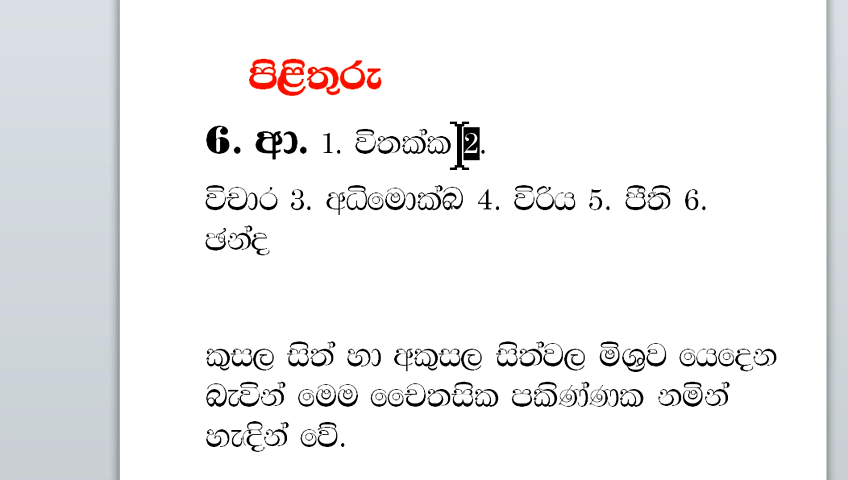 පිළිතුරු
6. ආ. 1. විතක්ක 2.
විචාර 3. අධිමොක්ඛ 4. විරිය 5. පීති 6.
ඡන්ද
කුසල සිත් හා අකුසල සිත්වල මිශ්‍රව යෙදෙන
බැවින් මෙම චෛතසික පකිණ්ණක නමින්
හැඳින් වේ.